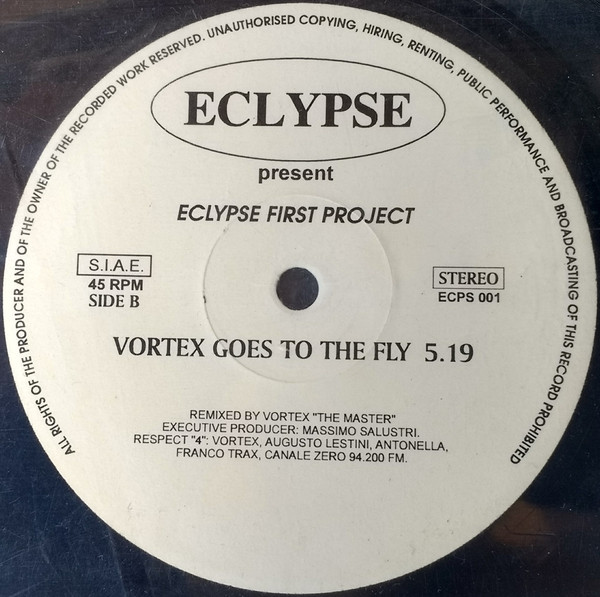 ALL RIGHTS OF THE PRODUCER AND OF THE OWNER OF THE RECORDED WORK RESERVED. UNAUTHORISED COPYING, HIRING, RENTING, PUBLIC PERFORMANCE AND BROADCASTING OF THIS RECORD PROHIBITED
ECLYPSE
present
ECLYPSE FIRST PROJECT
S.I.A.E.
45 RPM
SIDE B
STEREO
ECPS 001
VORTEX GOES TO THE FLY 5.19
REMIXED BY VORTEX "THE MASTER"
EXECUTIVE PRODUCER: MASSIMO SALUSTRI.
RESPECT "4": VORTEX, AUGUSTO LESTINI, ANTONELLA,
FRANCO TRAX, CANALE ZERO 94.200 FM.